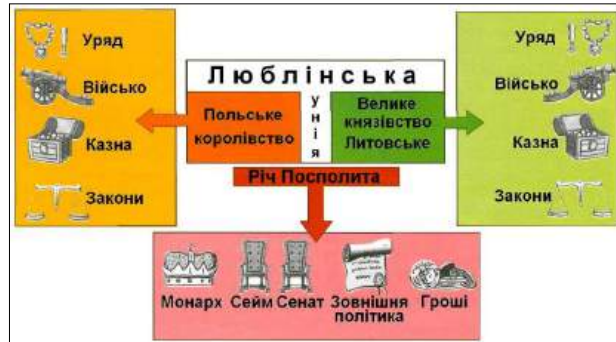 Уряд
Військо
Казна
Закони
Люблінська
унія
Польське
королівство
Велике
князівство
Литовське
Річ Посполита
Уряд
Військо
Казна
Закони
Монарх Сейм Сенат Зовнішня Гроші
політика